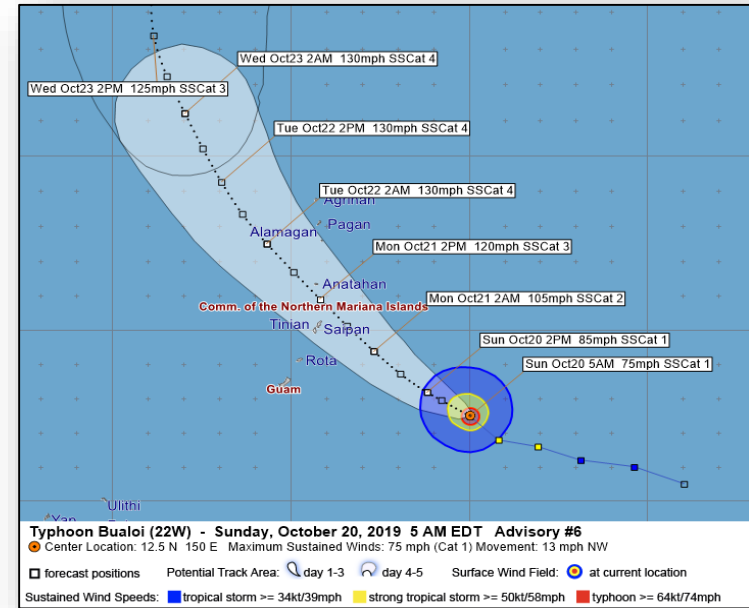 Wed Oct23 2AM 130mph SSCat 4
Wed Oct23 2PM 125mph SSCat 3
Tue Oct22 2PM 130mph SSCat 4
Tue Oct22 2AM 130mph SSCat 4
Agrihan
Pagan
Alamagan
Mon Oct21 2PM 120mph SSCat 3
Anatahan
Mon Oct21 2AM 105mph SSCat 2
Comm. of the Northern Mariana Islands
Tinian
Saipan
Sun Oct20 2PM 85mph SSCat 1
Rota
Sun Oct20 5AM 75mph SSCat 1
Guam
Ulithi
Yap
Typhoon Bualoi (22W) - Sunday, October 20, 2019 5 AM EDT Advisory #6
Center Location: 12.5 N 150 E Maximum Sustained Winds: 75 mph (Cat 1) Movement: 13 mph NW
forecast positions Potential Track Area: day 1-3 day 4-5 Surface Wind Field: at current location
Sustained Wind Speeds: tropical storm >= 34kt/39mph strong tropical storm >= 50kt/58mph typhoon >= 64kt/74mph